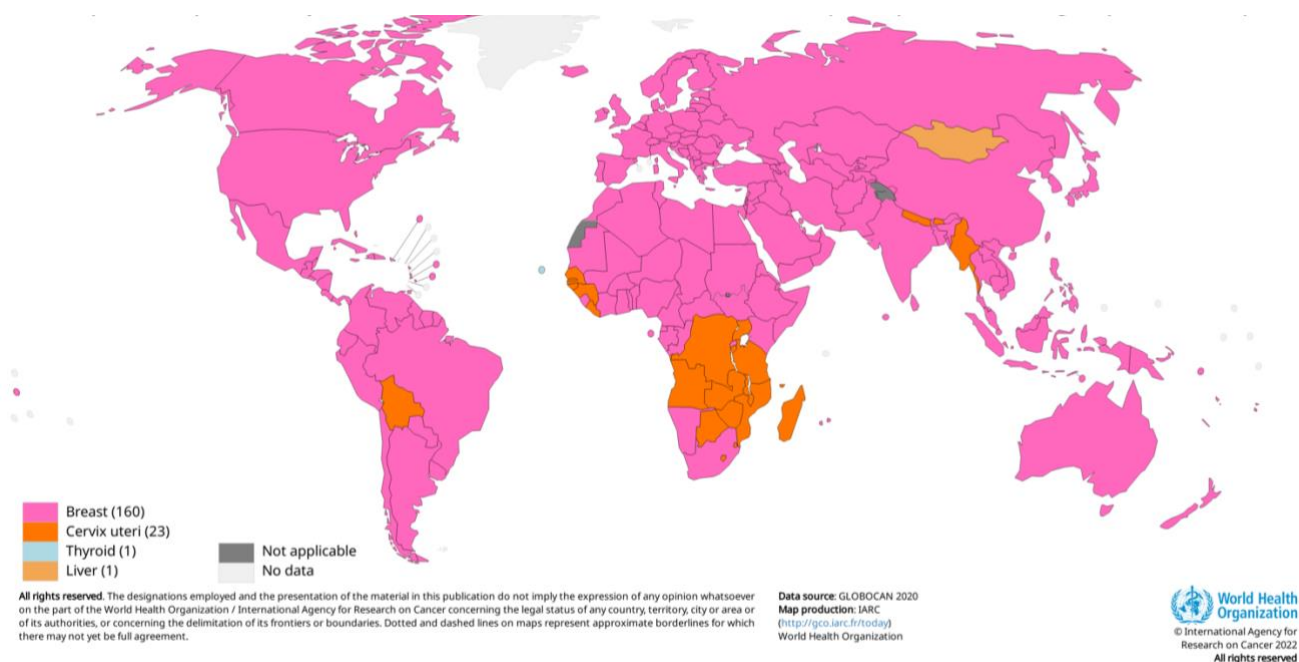 Breast (160)
Cervix uteri (23)
Thyroid (1)
Liver (1)
Not applicable
No data
All rights reserved. The designations employed and the presentation of the material in this publication do not imply the expression of any opinion whatsoever
on the part of the World Health Organization / International Agency for Research on Cancer concerning the legal status of any country, territory, city or area or
of its authorities, or concerning the delimitation of its frontiers or boundaries. Dotted and dashed lines on maps represent approximate borderlines for which
there may not yet be full agreement.
Data source: GLOBOCAN 2020
Map production: IARC
(http://gco.iarc.fr/today)
World Health Organization
World Health
Organization
© International Agency for
Research on Cancer 2022
All rights reserved